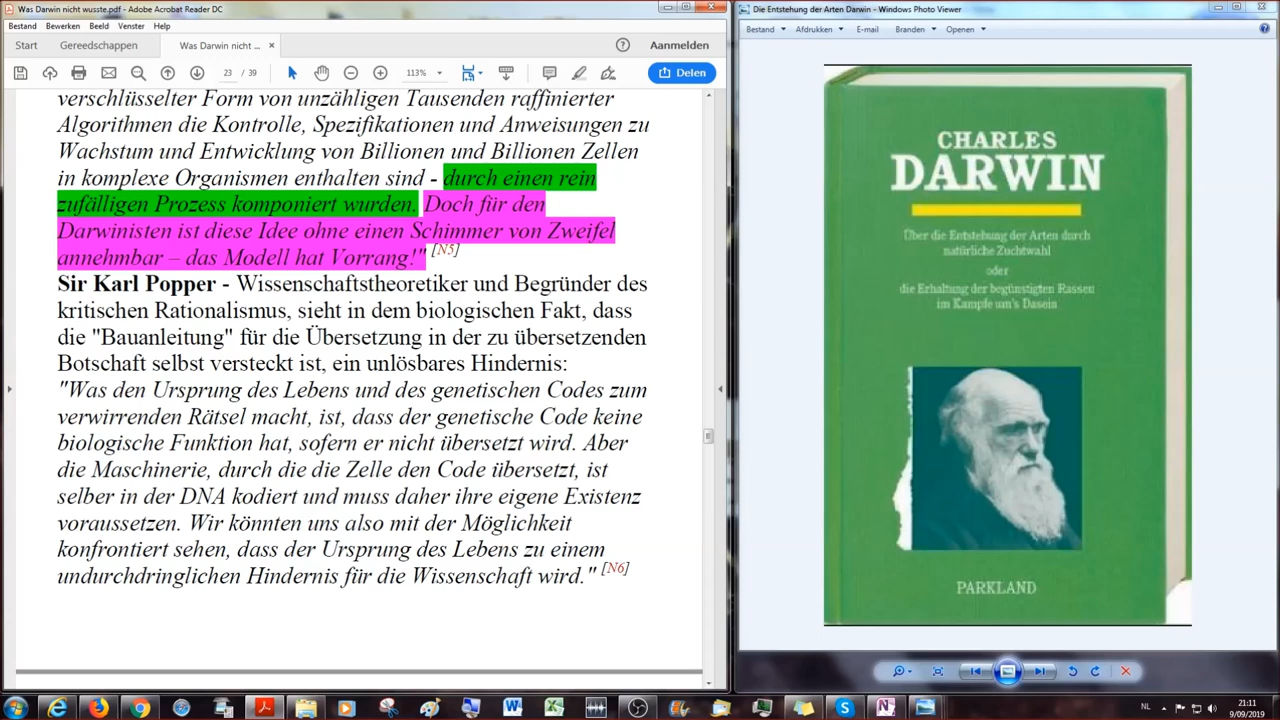 Was Darwin nicht wusste.pdf - Adobe Acrobat Reader DC
Bestand Bewerken Beeld Venster Help
Start Gereedschappen Was Darwin nicht ... × Aanmelden
23 / 39 113% Delen
verschlüsselter Form von unzähligen Tausenden raffinierter
Algorithmen die Kontrolle, Spezifikationen und Anweisungen zu
Wachstum und Entwicklung von Billionen und Billionen Zellen
in komplexe Organismen enthalten sind - durch einen rein
zufälligen Prozess komponiert wurden. Doch für den
Darwinisten ist diese Idee ohne einen Schimmer von Zweifel
annehmbar – das Modell hat Vorrang!" [N5]
Sir Karl Popper - Wissenschaftstheoretiker und Begründer des
kritischen Rationalismus, sieht in dem biologischen Fakt, dass
die "Bauanleitung" für die Übersetzung in der zu übersetzenden
Botschaft selbst versteckt ist, ein unlösbares Hindernis:
"Was den Ursprung des Lebens und des genetischen Codes zum
verwirrenden Rätsel macht, ist, dass der genetische Code keine
biologische Funktion hat, sofern er nicht übersetzt wird. Aber
die Maschinerie, durch die die Zelle den Code übersetzt, ist
selber in der DNA kodiert und muss daher ihre eigene Existenz
voraussetzen. Wir könnten uns also mit der Möglichkeit
konfrontiert sehen, dass der Ursprung des Lebens zu einem
undurchdringlichen Hindernis für die Wissenschaft wird." [N6]
Die Entstehung der Arten Darwin - Windows Photo Viewer
Bestand Afdrukken E-mail Branden Openen
CHARLES
DARWIN
Über die Entstehung der Arten durch
natürliche Zuchtwahl
oder
die Erhaltung der begünstigten Rassen
im Kampfe um's Dasein
PARKLAND
NL
21:11
9/09/2019